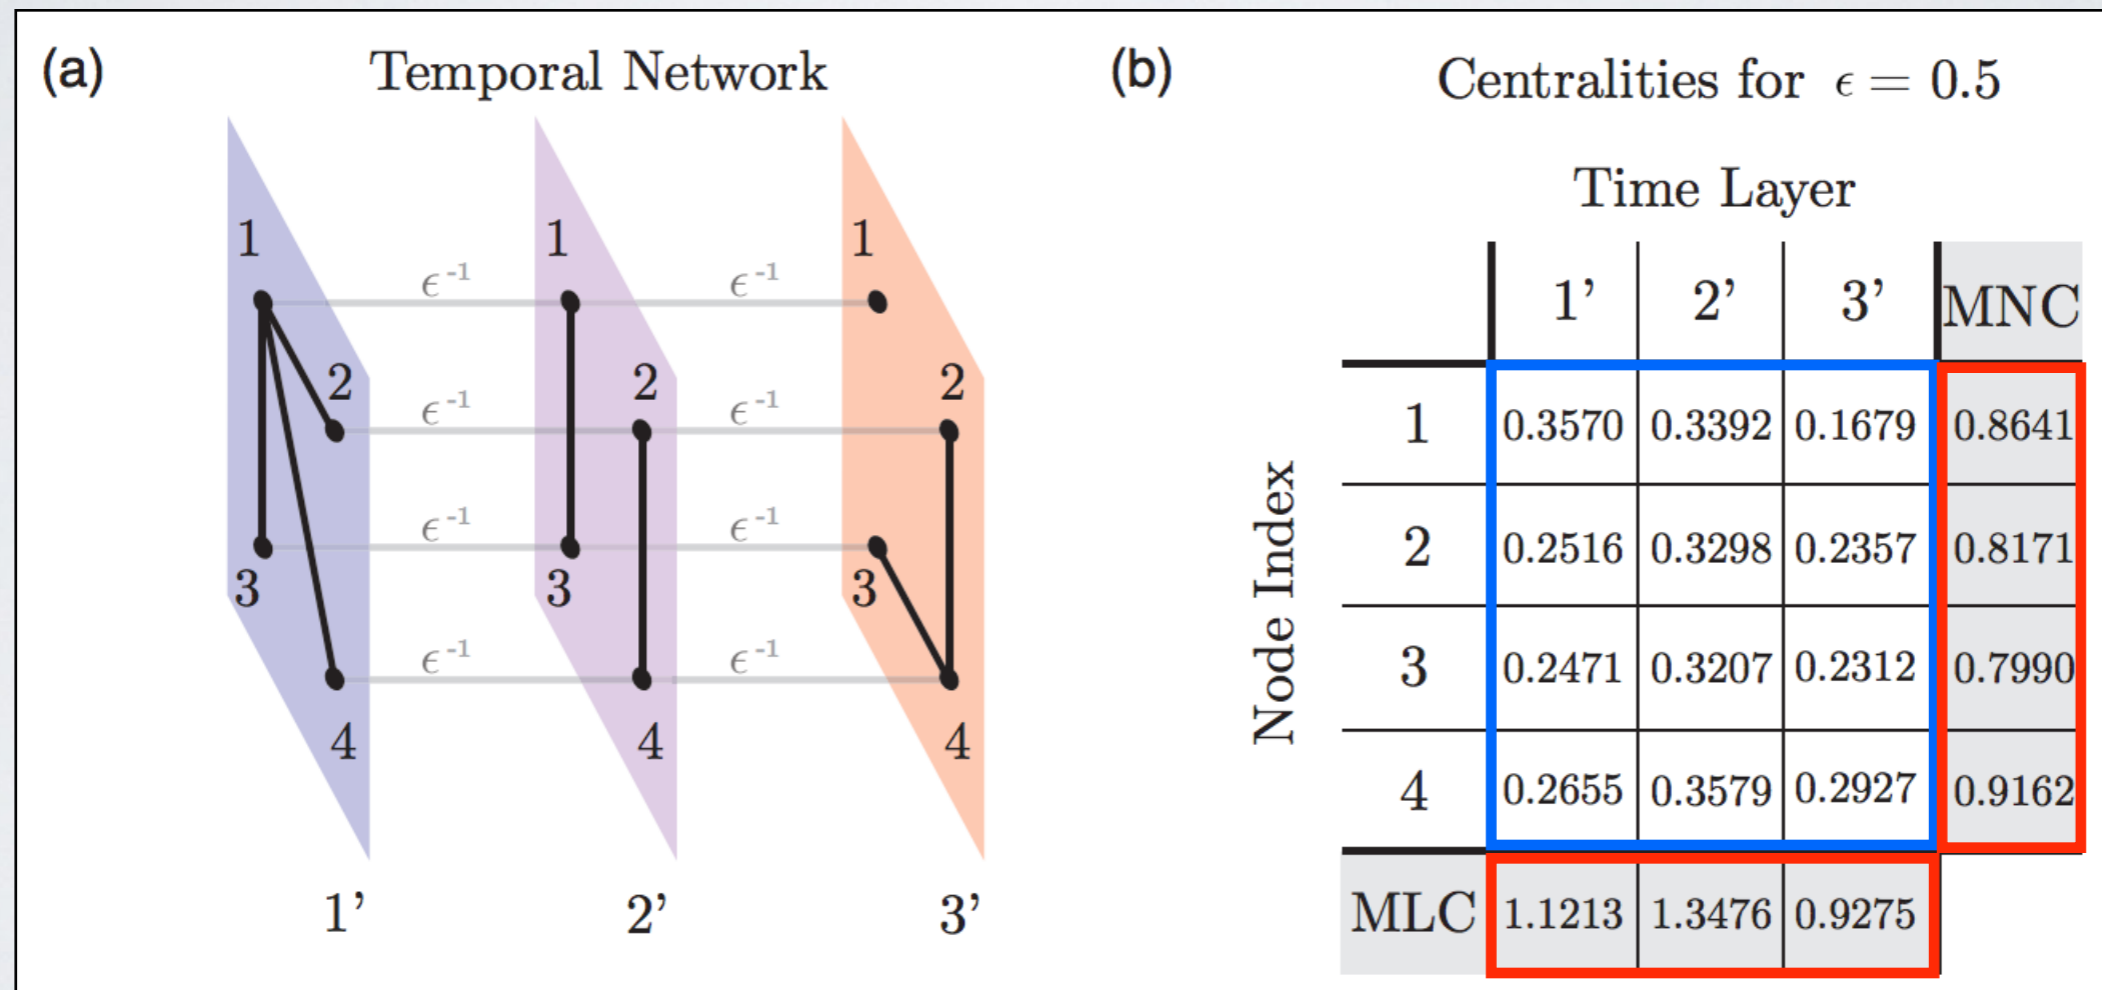 (a) Temporal Network
1 1 1
ϵ⁻¹ ϵ⁻¹
2 2 2
ϵ⁻¹ ϵ⁻¹
ϵ⁻¹ ϵ⁻¹
3 3 3
ϵ⁻¹ ϵ⁻¹
4 4 4
1’ 2’ 3’
(b) Centralities for ϵ = 0.5
Time Layer
1’ 2’ 3’ MNC
Node Index
1 0.3570 0.3392 0.1679 0.8641
2 0.2516 0.3298 0.2357 0.8171
3 0.2471 0.3207 0.2312 0.7990
4 0.2655 0.3579 0.2927 0.9162
MLC 1.1213 1.3476 0.9275